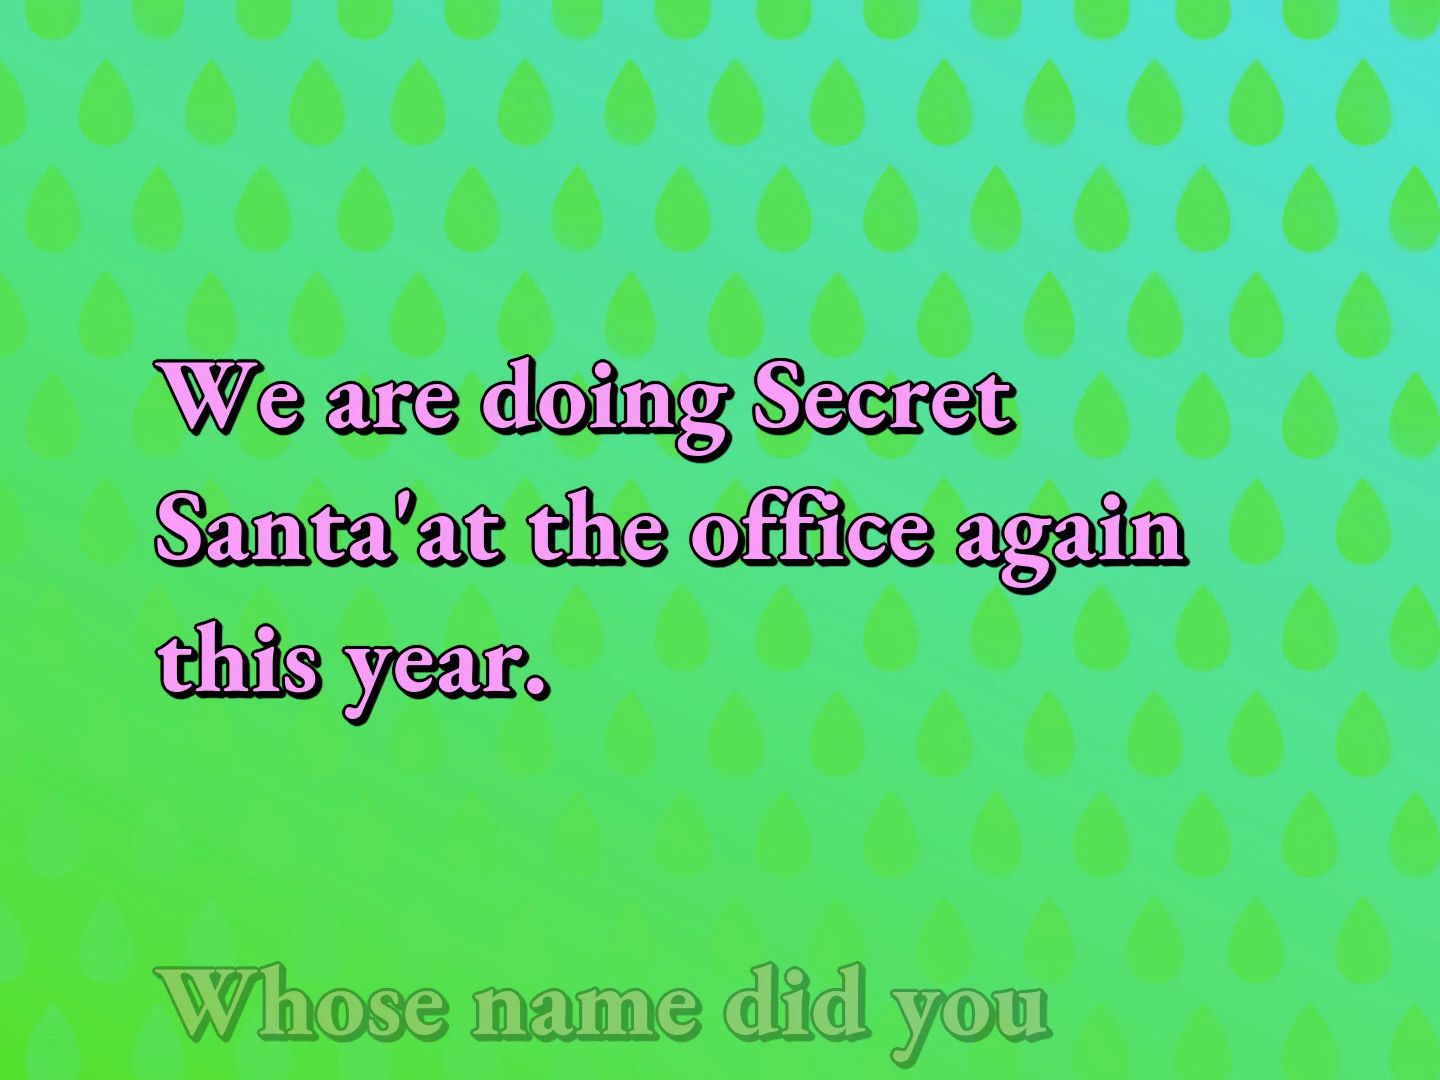 We are doing Secret
Santa'at the office again
this year.
Whose name did you